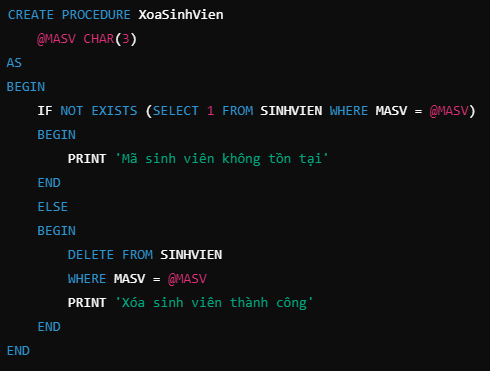 CREATE PROCEDURE XoaSinhVien
    @MASV CHAR(3)
AS
BEGIN
    IF NOT EXISTS (SELECT 1 FROM SINHVIEN WHERE MASV = @MASV)
    BEGIN
        PRINT 'Mã sinh viên không tồn tại'
    END
    ELSE
    BEGIN
        DELETE FROM SINHVIEN
        WHERE MASV = @MASV
        PRINT 'Xóa sinh viên thành công'
    END
END